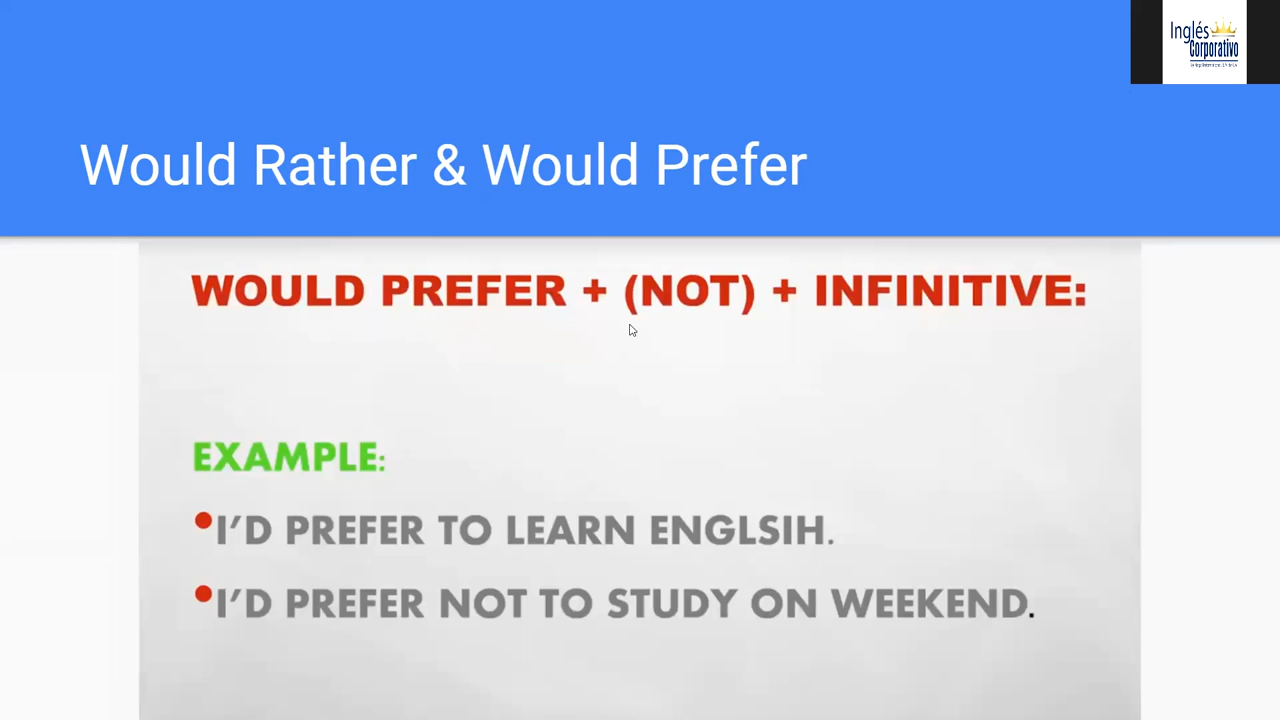 Inglés
Corporativo
Would Rather & Would Prefer
WOULD PREFER + (NOT) + INFINITIVE:
EXAMPLE:
•I'D PREFER TO LEARN ENGLSIH.
•I'D PREFER NOT TO STUDY ON WEEKEND.